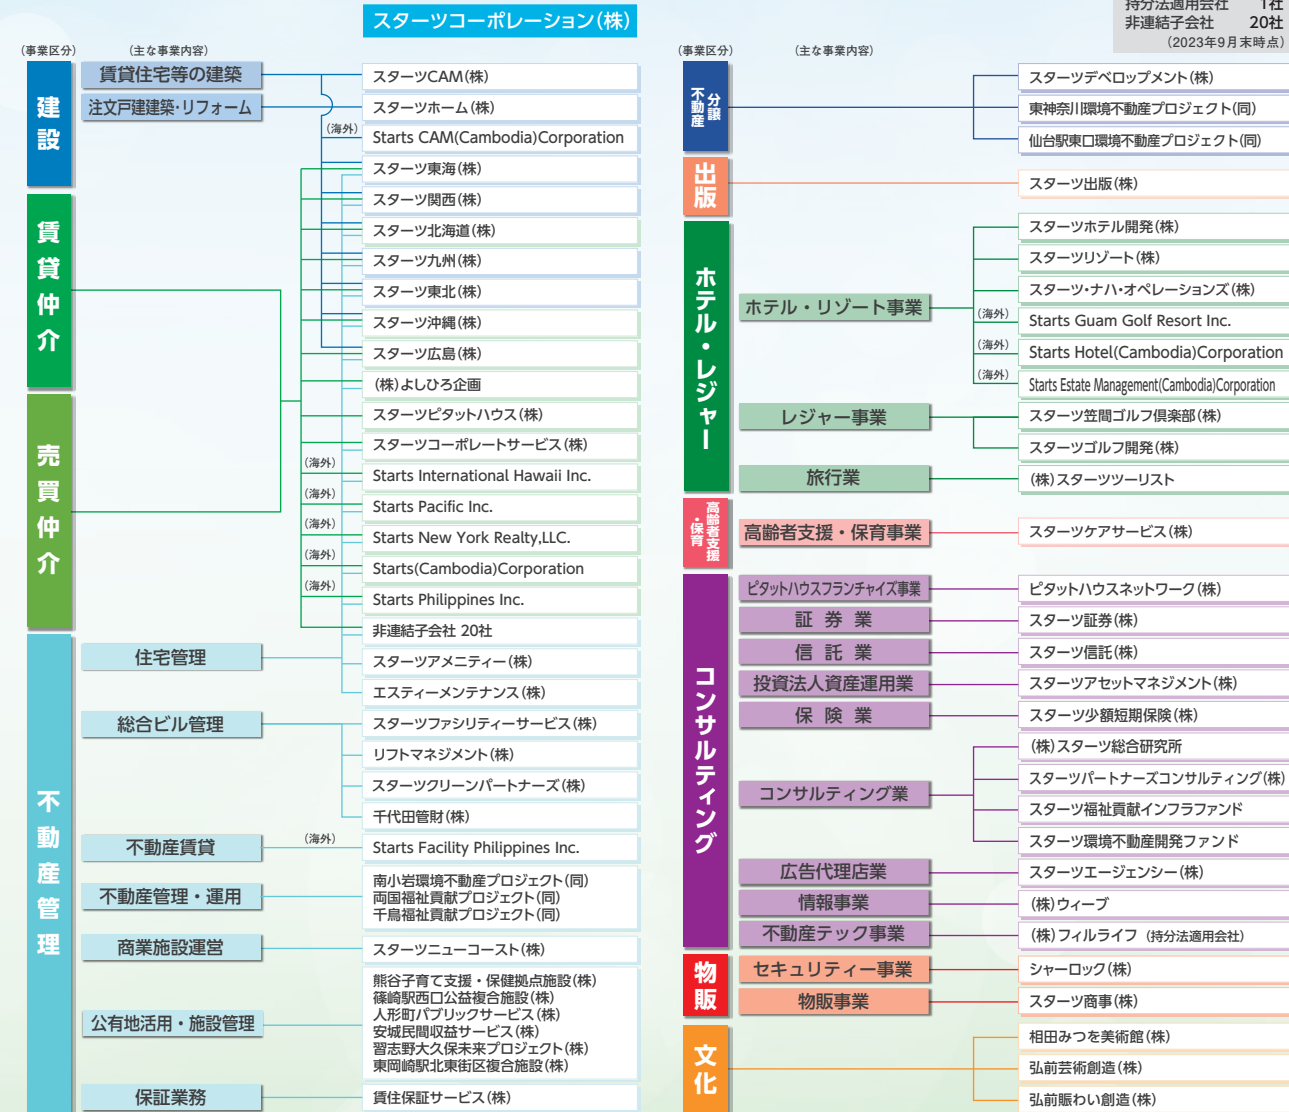 スターツコーポレーション(株)
持分法適用会社 1社
非連結子会社 20社
(2023年9月末時点)
(事業区分)
(主な事業内容)
建設
賃貸住宅等の建築
注文戸建建築・リフォーム
スターツCAM(株)
スターツホーム(株)
(海外)
Starts CAM(Cambodia)Corporation
スターツ東海(株)
スターツ関西(株)
スターツ北海道(株)
スターツ九州(株)
スターツ東北(株)
スターツ沖縄(株)
スターツ広島(株)
(株)よしひろ企画
スターツピタットハウス(株)
スターツコーポレートサービス(株)
賃貸仲介
売買仲介
(海外)
Starts International Hawaii Inc.
(海外)
Starts Pacific Inc.
(海外)
Starts New York Realty,LLC.
(海外)
Starts(Cambodia)Corporation
(海外)
Starts Philippines Inc.
非連結子会社 20社
不動産管理
住宅管理
スターツアメニティー(株)
エスティーメンテナンス(株)
総合ビル管理
スターツファシリティーサービス(株)
リフトマネジメント(株)
スターツクリーンパートナーズ(株)
千代田管財(株)
不動産賃貸
(海外)
Starts Facility Philippines Inc.
不動産管理・運用
南小岩環境不動産プロジェクト(同)
両国福祉貢献プロジェクト(同)
千鳥福祉貢献プロジェクト(同)
商業施設運営
スターツニューコースト(株)
公有地活用・施設管理
熊谷子育て支援・保健拠点施設(株)
篠崎駅西口公益複合施設(株)
人形町パブリックサービス(株)
安城民間収益サービス(株)
習志野大久保未来プロジェクト(株)
東岡崎駅北東街区複合施設(株)
保証業務
賃住保証サービス(株)
(事業区分)
(主な事業内容)
分譲
不動産
スターツデベロップメント(株)
東神奈川環境不動産プロジェクト(同)
仙台駅東口環境不動産プロジェクト(同)
出版
スターツ出版(株)
ホテル・レジャー
ホテル・リゾート事業
スターツホテル開発(株)
スターツリゾート(株)
スターツ・ナハ・オペレーションズ(株)
(海外)
Starts Guam Golf Resort Inc.
(海外)
Starts Hotel(Cambodia)Corporation
(海外)
Starts Estate Management(Cambodia)Corporation
レジャー事業
スターツ笠間ゴルフ倶楽部(株)
スターツゴルフ開発(株)
旅行業
(株)スターツツーリスト
高齢者支援
・保育
高齢者支援・保育事業
スターツケアサービス(株)
コンサルティング
ピタットハウスフランチャイズ事業
ピタットハウスネットワーク(株)
証券業
スターツ証券(株)
信託業
スターツ信託(株)
投資法人資産運用業
スターツアセットマネジメント(株)
保険業
スターツ少額短期保険(株)
コンサルティング業
(株)スターツ総合研究所
スターツパートナーズコンサルティング(株)
スターツ福祉貢献インフラファンド
スターツ環境不動産開発ファンド
広告代理店業
スターツエージェンシー(株)
情報事業
(株)ウィーブ
不動産テック事業
(株)フィルライフ (持分法適用会社)
物販
セキュリティー事業
シャーロック(株)
物販事業
スターツ商事(株)
文化
相田みつを美術館(株)
弘前芸術創造(株)
弘前賑わい創造(株)